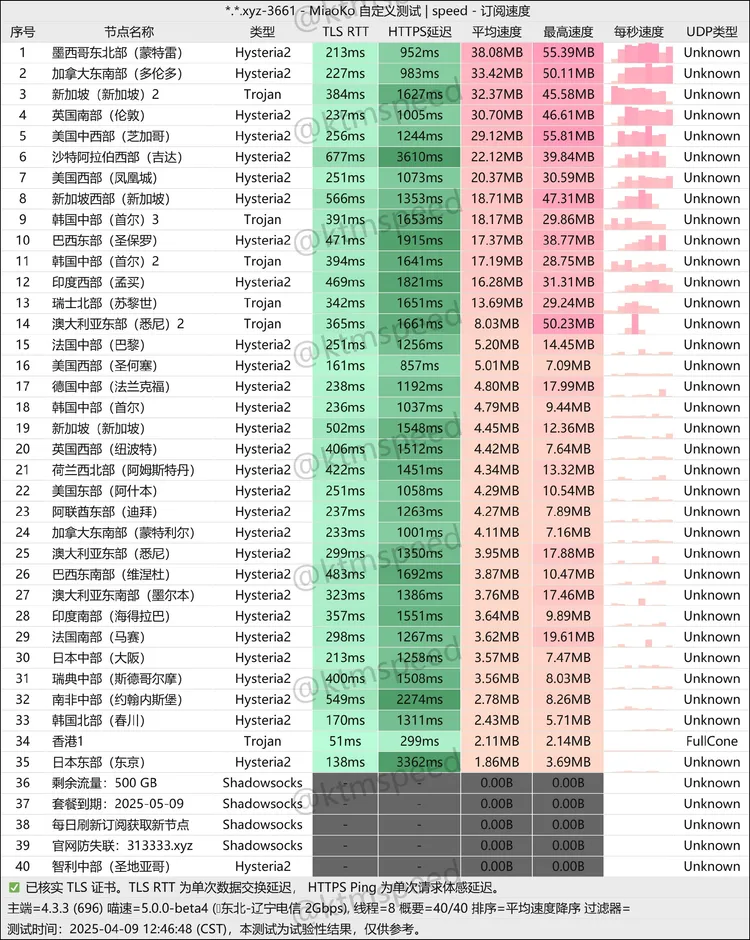 *.*.xyz-3661 - MiaoKo 自定义测试 | speed - 订阅速度
序号 节点名称 类型 TLS RTT HTTPS延迟 平均速度 最高速度 每秒速度 UDP类型
1 墨西哥东北部（蒙特雷） Hysteria2 213ms 952ms 38.08MB 55.39MB Unknown
2 加拿大东南部（多伦多） Hysteria2 227ms 983ms 33.42MB 50.11MB Unknown
3 新加坡（新加坡）2 Trojan 384ms 1627ms 32.37MB 45.58MB Unknown
4 英国南部（伦敦） Hysteria2 237ms 1005ms 30.70MB 46.61MB Unknown
5 美国中西部（芝加哥） Hysteria2 256ms 1244ms 29.12MB 55.81MB Unknown
6 沙特阿拉伯西部（吉达） Hysteria2 677ms 3610ms 22.12MB 39.84MB Unknown
7 美国西部（凤凰城） Hysteria2 251ms 1073ms 20.37MB 30.59MB Unknown
8 新加坡西部（新加坡） Hysteria2 566ms 1353ms 18.71MB 47.31MB Unknown
9 韩国中部（首尔）3 Trojan 391ms 1653ms 18.17MB 29.86MB Unknown
10 巴西东部（圣保罗） Hysteria2 471ms 1915ms 17.37MB 38.77MB Unknown
11 韩国中部（首尔）2 Trojan 394ms 1641ms 17.19MB 28.75MB Unknown
12 印度西部（孟买） Hysteria2 469ms 1821ms 16.28MB 31.31MB Unknown
13 瑞士北部（苏黎世） Trojan 342ms 1651ms 13.69MB 29.24MB Unknown
14 澳大利亚东部（悉尼）2 Trojan 365ms 1661ms 8.03MB 50.23MB Unknown
15 法国中部（巴黎） Hysteria2 251ms 1256ms 5.20MB 14.45MB Unknown
16 美国西部（圣何塞） Hysteria2 161ms 857ms 5.01MB 7.09MB Unknown
17 德国中部（法兰克福） Hysteria2 238ms 1192ms 4.80MB 17.99MB Unknown
18 韩国中部（首尔） Hysteria2 236ms 1037ms 4.79MB 9.44MB Unknown
19 新加坡（新加坡） Hysteria2 502ms 1548ms 4.45MB 12.36MB Unknown
20 英国西部（纽波特） Hysteria2 406ms 1512ms 4.42MB 7.64MB Unknown
21 荷兰西北部（阿姆斯特丹） Hysteria2 422ms 1451ms 4.34MB 13.32MB Unknown
22 美国东部（阿什本） Hysteria2 251ms 1058ms 4.29MB 10.54MB Unknown
23 阿联酋东部（迪拜） Hysteria2 237ms 1263ms 4.27MB 7.89MB Unknown
24 加拿大东南部（蒙特利尔） Hysteria2 233ms 1001ms 4.11MB 7.16MB Unknown
25 澳大利亚东部（悉尼） Hysteria2 299ms 1350ms 3.95MB 17.88MB Unknown
26 巴西东南部（维涅杜） Hysteria2 483ms 1692ms 3.87MB 10.47MB Unknown
27 澳大利亚东南部（墨尔本） Hysteria2 323ms 1386ms 3.76MB 17.46MB Unknown
28 印度南部（海得拉巴） Hysteria2 357ms 1551ms 3.64MB 9.89MB Unknown
29 法国南部（马赛） Hysteria2 298ms 1267ms 3.62MB 19.61MB Unknown
30 日本中部（大阪） Hysteria2 213ms 1258ms 3.57MB 7.47MB Unknown
31 瑞典中部（斯德哥尔摩） Hysteria2 400ms 1508ms 3.56MB 8.03MB Unknown
32 南非中部（约翰内斯堡） Hysteria2 549ms 2274ms 2.78MB 8.26MB Unknown
33 韩国北部（春川） Hysteria2 170ms 1311ms 2.43MB 5.71MB Unknown
34 香港1 Trojan 51ms 299ms 2.11MB 2.14MB FullCone
35 日本东部（东京） Hysteria2 138ms 3362ms 1.86MB 3.69MB Unknown
36 剩余流量：500 GB Shadowsocks - - 0.00B 0.00B Unknown
37 套餐到期：2025-05-09 Shadowsocks - - 0.00B 0.00B Unknown
38 每日刷新订阅获取新节点 Shadowsocks - - 0.00B 0.00B Unknown
39 官网防失联：313333.xyz Shadowsocks - - 0.00B 0.00B Unknown
40 智利中部（圣地亚哥） Hysteria2 - - 0.00B 0.00B Unknown
✅ 已核实 TLS 证书。TLS RTT 为单次数据交换延迟， HTTPS Ping 为单次请求体感延迟。
主端=4.3.3 (696) 喵速=5.0.0-beta4 (东北-辽宁电信 2Gbps), 线程=8 概要=40/40 排序=平均速度降序 过滤器=
测试时间：2025-04-09 12:46:48 (CST)，本测试为试验性结果，仅供参考。
@ktmspeed
@ktmspeed
@ktmspeed
@ktmspeed
@ktmspeed
@ktmspeed
@ktmspeed